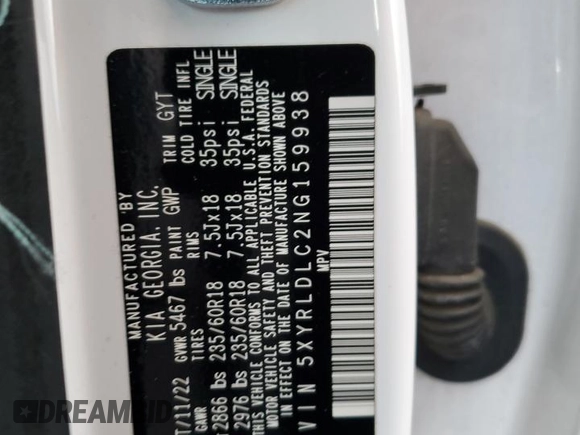 MANUFACTURED BY
KIA GEORGIA, INC.
T/11/22
GVWR 5467 lbs PAINT GWP TRIM GYT
GAWR TIRES RIMS COLD TIRE INFL
2866 lbs 235/60R18 7.5Jx18 35psi SINGLE
2976 lbs 235/60R18 7.5Jx18 35psi SINGLE
THIS VEHICLE CONFORMS TO ALL APPLICABLE U.S.A. FEDERAL
MOTOR VEHICLE SAFETY AND THEFT PREVENTION STANDARDS
IN EFFECT ON THE DATE OF MANUFACTURE SHOWN ABOVE
VIN 5XYRLDLC2NG159938
MPV
DREAMBID